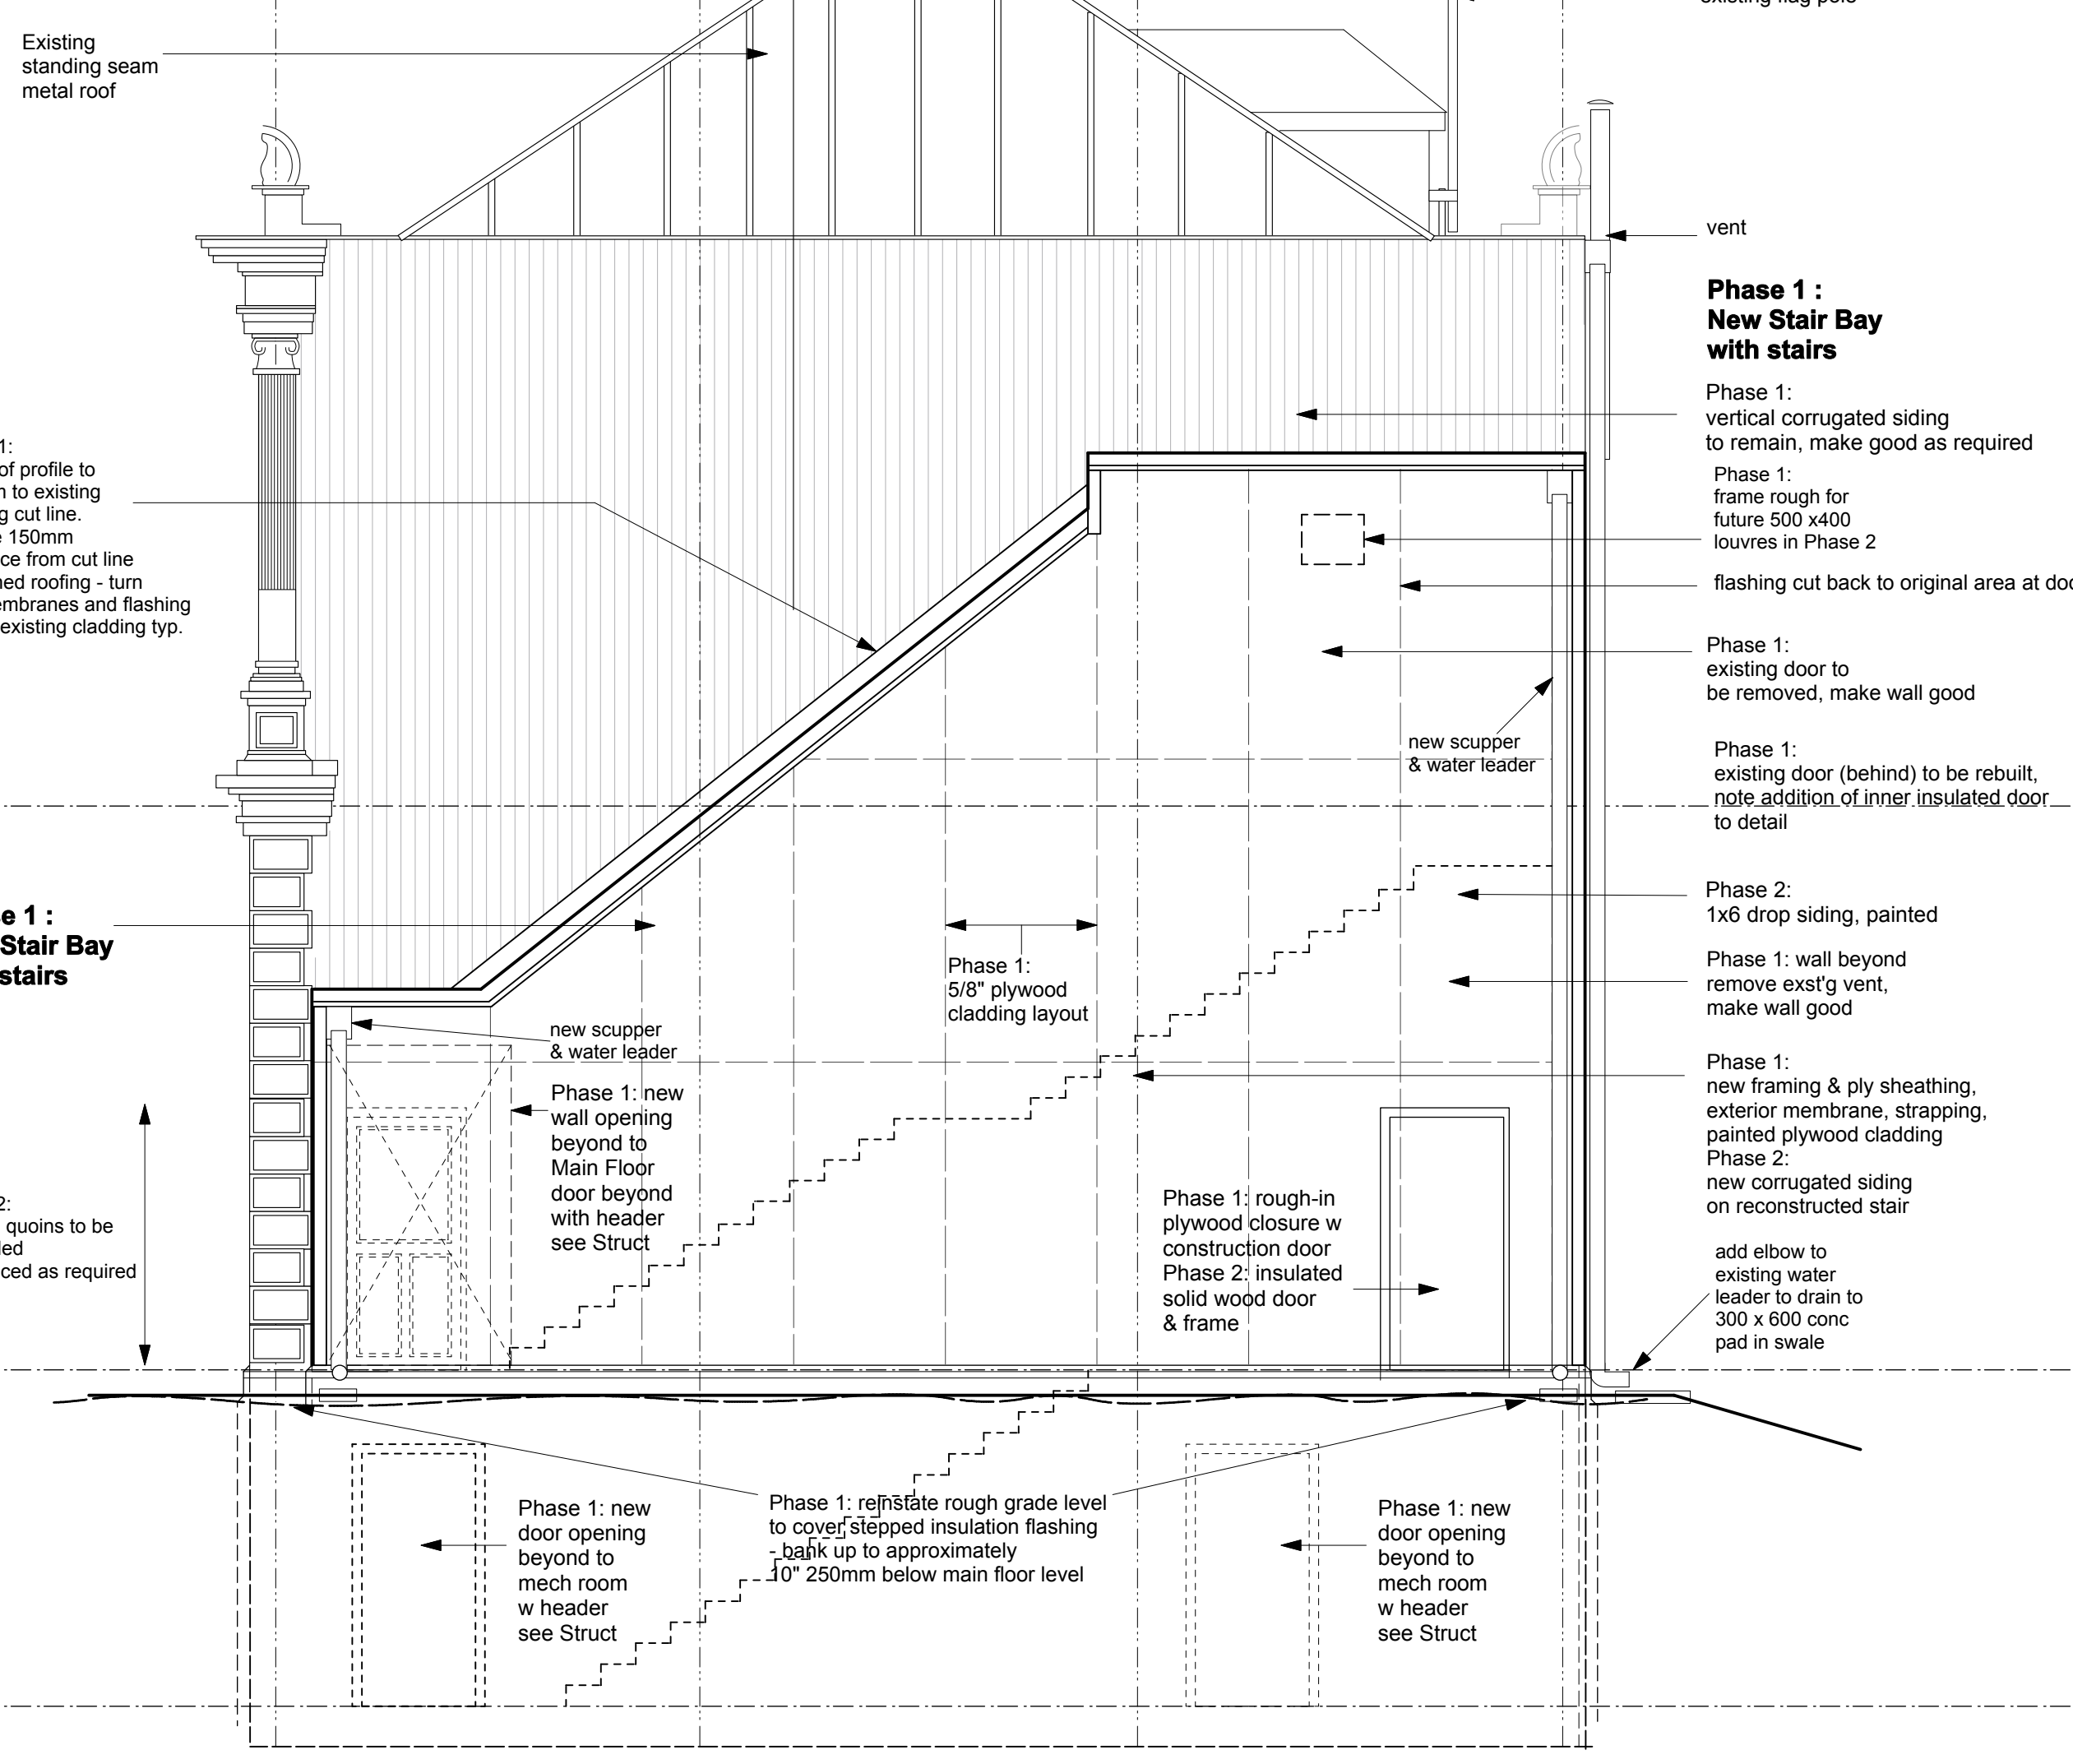 existing flag pole
Existing
standing seam
metal roof
vent
Phase 1 :
New Stair Bay
with stairs
Phase 1:
vertical corrugated siding
to remain, make good as required
Phase 1:
frame rough for
future 500 x400
louvres in Phase 2
flashing cut back to original area at
Phase 1:
existing door to
be removed, make wall good
new scupper
& water leader
Phase 1:
existing door (behind) to be rebuilt,
note addition of inner insulated door
to detail
Phase 2:
1x6 drop siding, painted
Phase 1: wall beyond
remove exst'g vent,
make wall good
Phase 1:
new framing & ply sheathing,
exterior membrane, strapping,
painted plywood cladding
Phase 2:
new corrugated siding
on reconstructed stair
add elbow to
existing water
leader to drain to
300 x 600 conc
pad in swale
1:
of profile to
to existing
cut line.
150mm
from cut line
roofing - turn
and flashing
existing cladding typ.
1 :
Stair Bay
stairs
Phase 1:
5/8" plywood
cladding layout
new scupper
& water leader
Phase 1: new
wall opening
beyond to
Main Floor
door beyond
with header
see Struct
2:
quoins to be
as required
Phase 1: rough-in
plywood closure w
construction door
Phase 2: insulated
solid wood door
& frame
Phase 1: new
door opening
beyond to
mech room
w header
see Struct
Phase 1: reinstate rough grade level
to cover stepped insulation flashing
- bank up to approximately
10" 250mm below main floor level
Phase 1: new
door opening
beyond to
mech room
w header
see Struct